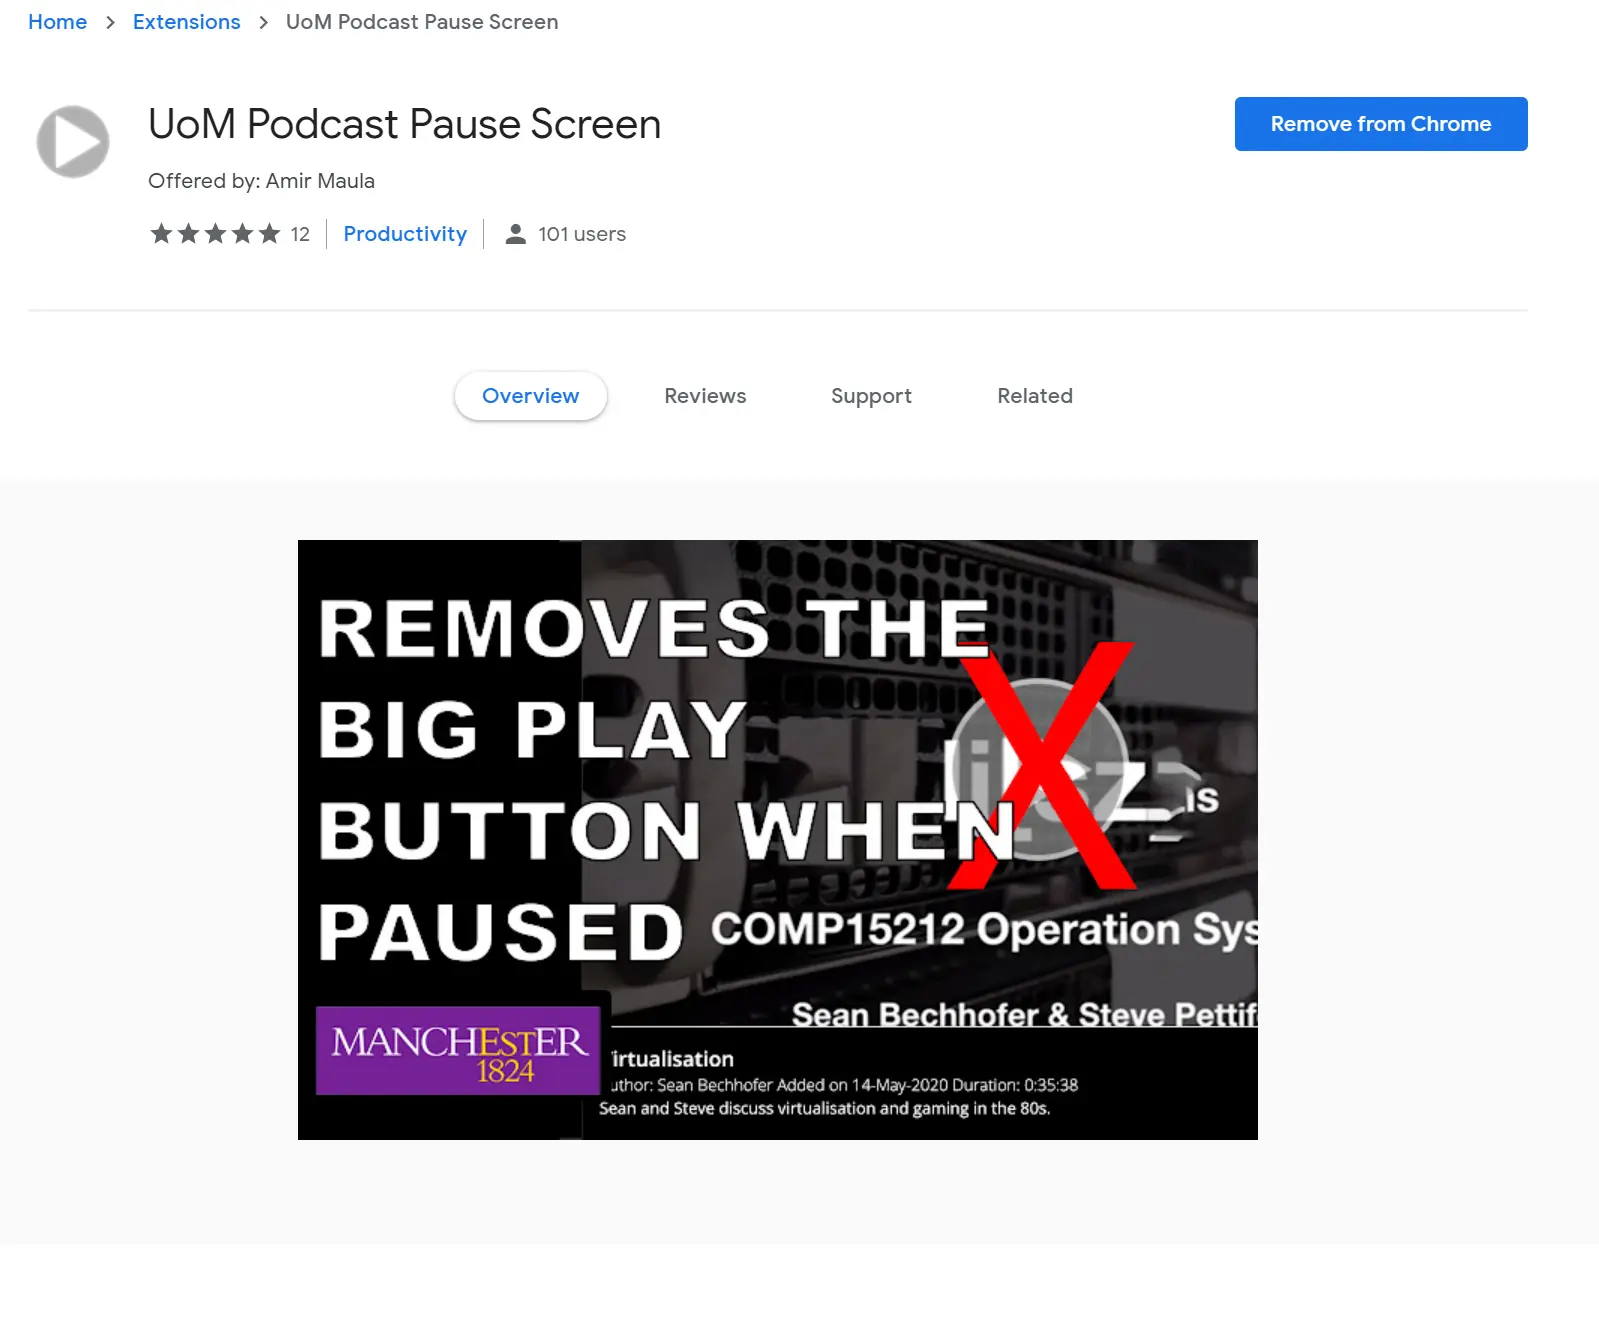 Home > Extensions > UoM Podcast Pause Screen
UoM Podcast Pause Screen
Remove from Chrome
Offered by: Amir Maula
12 Productivity 101 users
Overview Reviews Support Related
REMOVES THE
BIG PLAY
BUTTON WHEN
PAUSED
is
COMP15212 Operation Sys
Sean Bechhofer & Steve Pettif
MANCHEStER
1824
irtualisation
uthor: Sean Bechhofer Added on 14-May-2020 Duration: 0:35:38
Sean and Steve discuss virtualisation and gaming in the 80s.